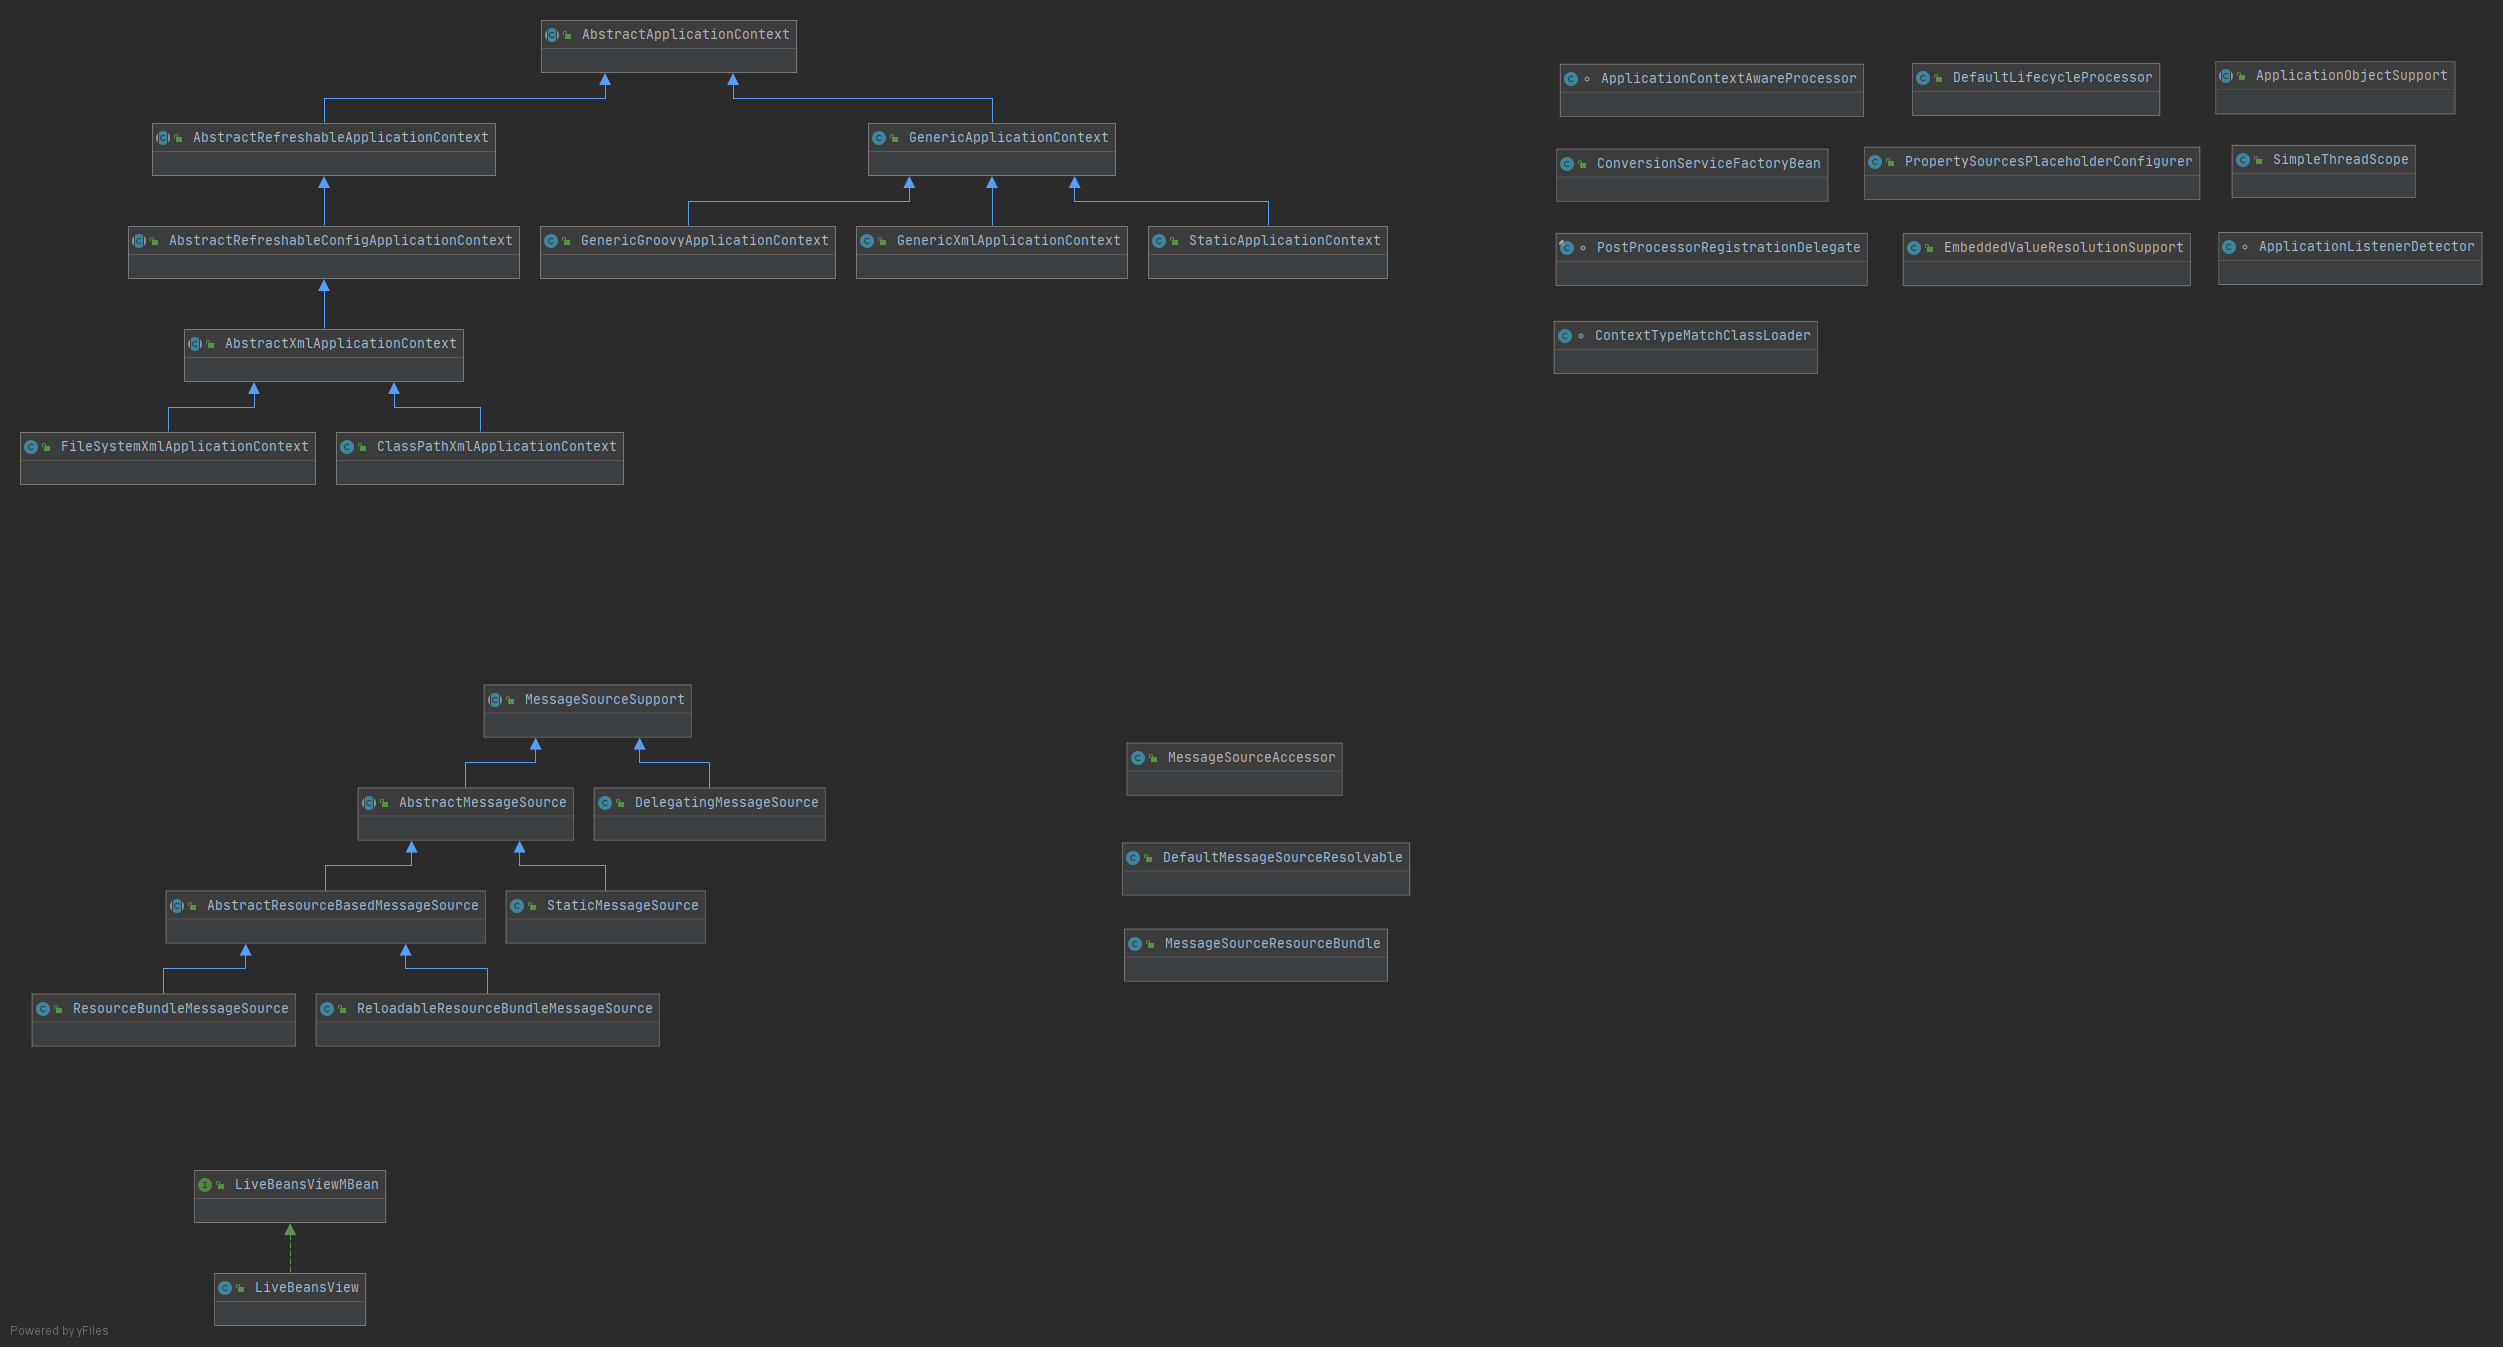 AbstractApplicationContext
AbstractRefreshableApplicationContext
GenericApplicationContext
AbstractRefreshableConfigApplicationContext
GenericGroovyApplicationContext
GenericXmlApplicationContext
StaticApplicationContext
AbstractXmlApplicationContext
FileSystemXmlApplicationContext
ClassPathXmlApplicationContext
ApplicationContextAwareProcessor
DefaultLifecycleProcessor
ApplicationObjectSupport
ConversionServiceFactoryBean
PropertySourcesPlaceholderConfigurer
SimpleThreadScope
PostProcessorRegistrationDelegate
EmbeddedValueResolutionSupport
ApplicationListenerDetector
ContextTypeMatchClassLoader
MessageSourceSupport
AbstractMessageSource
DelegatingMessageSource
AbstractResourceBasedMessageSource
StaticMessageSource
ResourceBundleMessageSource
ReloadableResourceBundleMessageSource
MessageSourceAccessor
DefaultMessageSourceResolvable
MessageSourceResourceBundle
LiveBeansViewMBean
LiveBeansView
Powered by yFiles